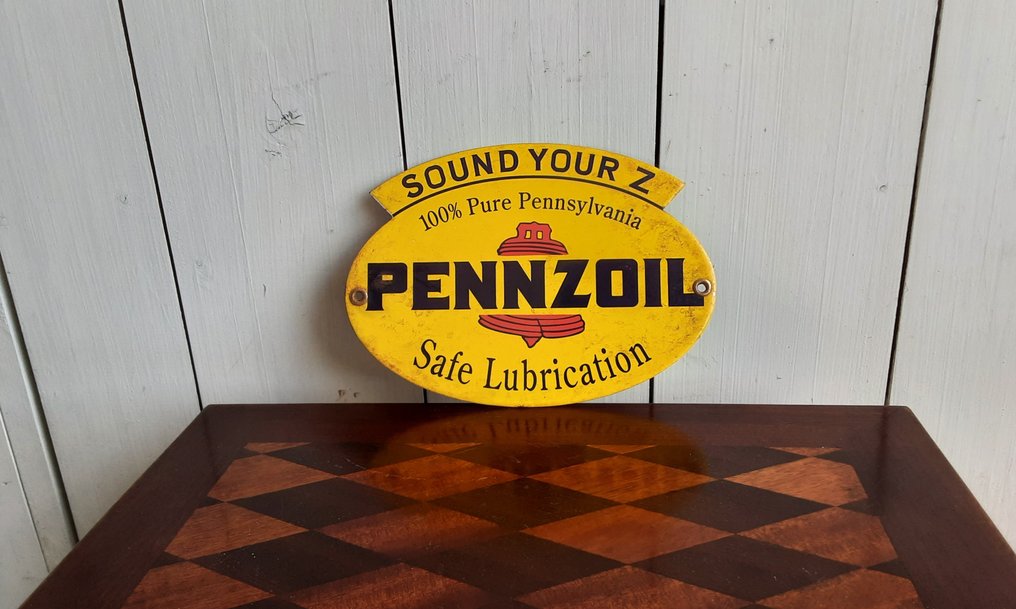 SOUND YOUR Z
100% Pure Pennsylvania
PENNZOIL
Safe Lubrication